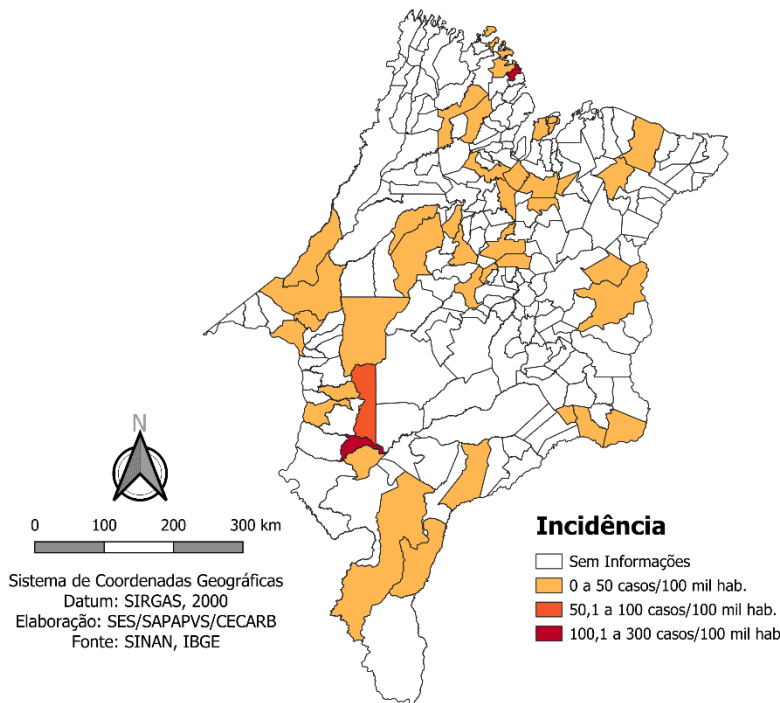 N
0 100 200 300 km
Sistema de Coordenadas Geográficas
Datum: SIRGAS, 2000
Elaboração: SES/SAPAPVS/CECARB
Fonte: SINAN, IBGE
Incidência
Sem Informações
0 a 50 casos/100 mil hab.
50,1 a 100 casos/100 mil hab.
100,1 a 300 casos/100 mil hab